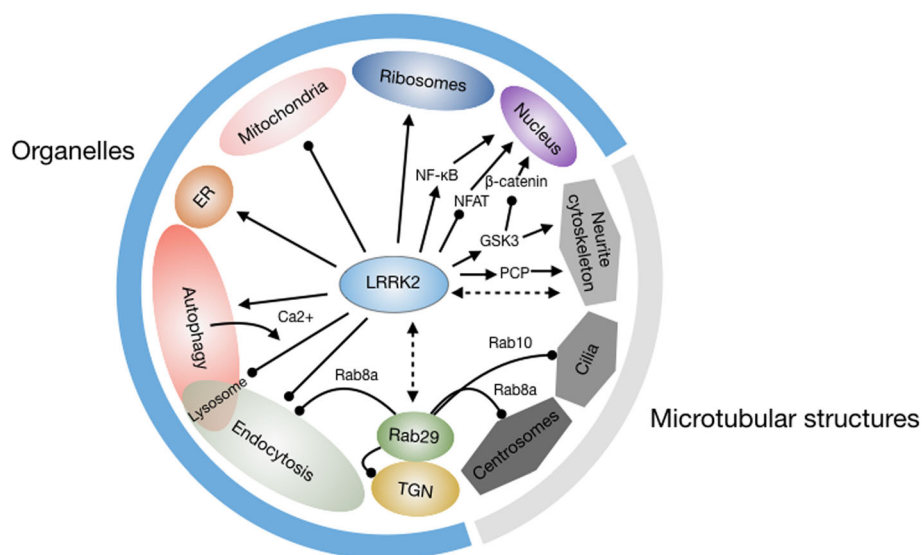 Ribosomes
Mitochondria
Nucleus
Organelles
NF-κB
β-catenin
NFAT
ER
Neurite
cytoskeleton
GSK3
PCP
LRRK2
Autophagy
Ca2+
Rab10
Cilia
Rab8a
Rab8a
Lysosome
Microtubular structures
Endocytosis
Rab29
Centrosomes
TGN